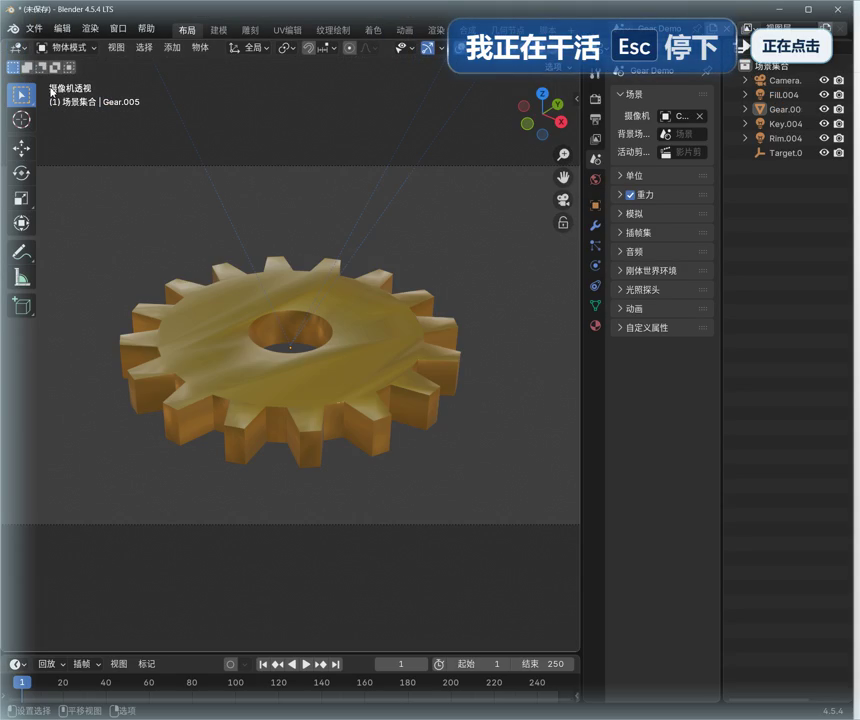 * (未保存) - Blender 4.5.4 LTS
文件 编辑 渲染 窗口 帮助 布局 建模 雕刻 UV编辑 纹理绘制 着色 动画 渲染
我正在干活 Esc 停下
正在点击
物体模式 视图 选择 添加 物体 全局
选项
Gear Demo
摄像机透视
(1) 场景集合 | Gear.005
Z
Y
X
场景
摄像机 C...
背景场... 场景
活动剪... 影片剪
单位
重力
模拟
插帧集
音频
刚体世界环境
光照探头
动画
自定义属性
场景集合
Camera.
Fill.004
Gear.00
Key.004
Rim.004
Target.0
回放 插帧 视图 标记 1 起始 1 结束 250
1 20 40 60 80 100 120 140 160 180 200 220 240
设置选择 平移视图 选项
4.5.4